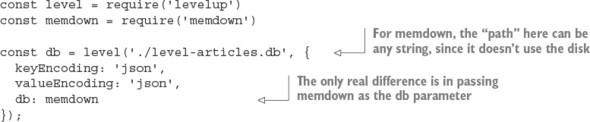 const level = require('levelup')
const memdown = require('memdown')
const db = level('./level-articles.db', {
For memdown, the “path” here can be
any string, since it doesn't use the disk
keyEncoding: 'json',
valueEncoding: 'json',
db: memdown
The only real difference is in passing
memdown as the db parameter
});